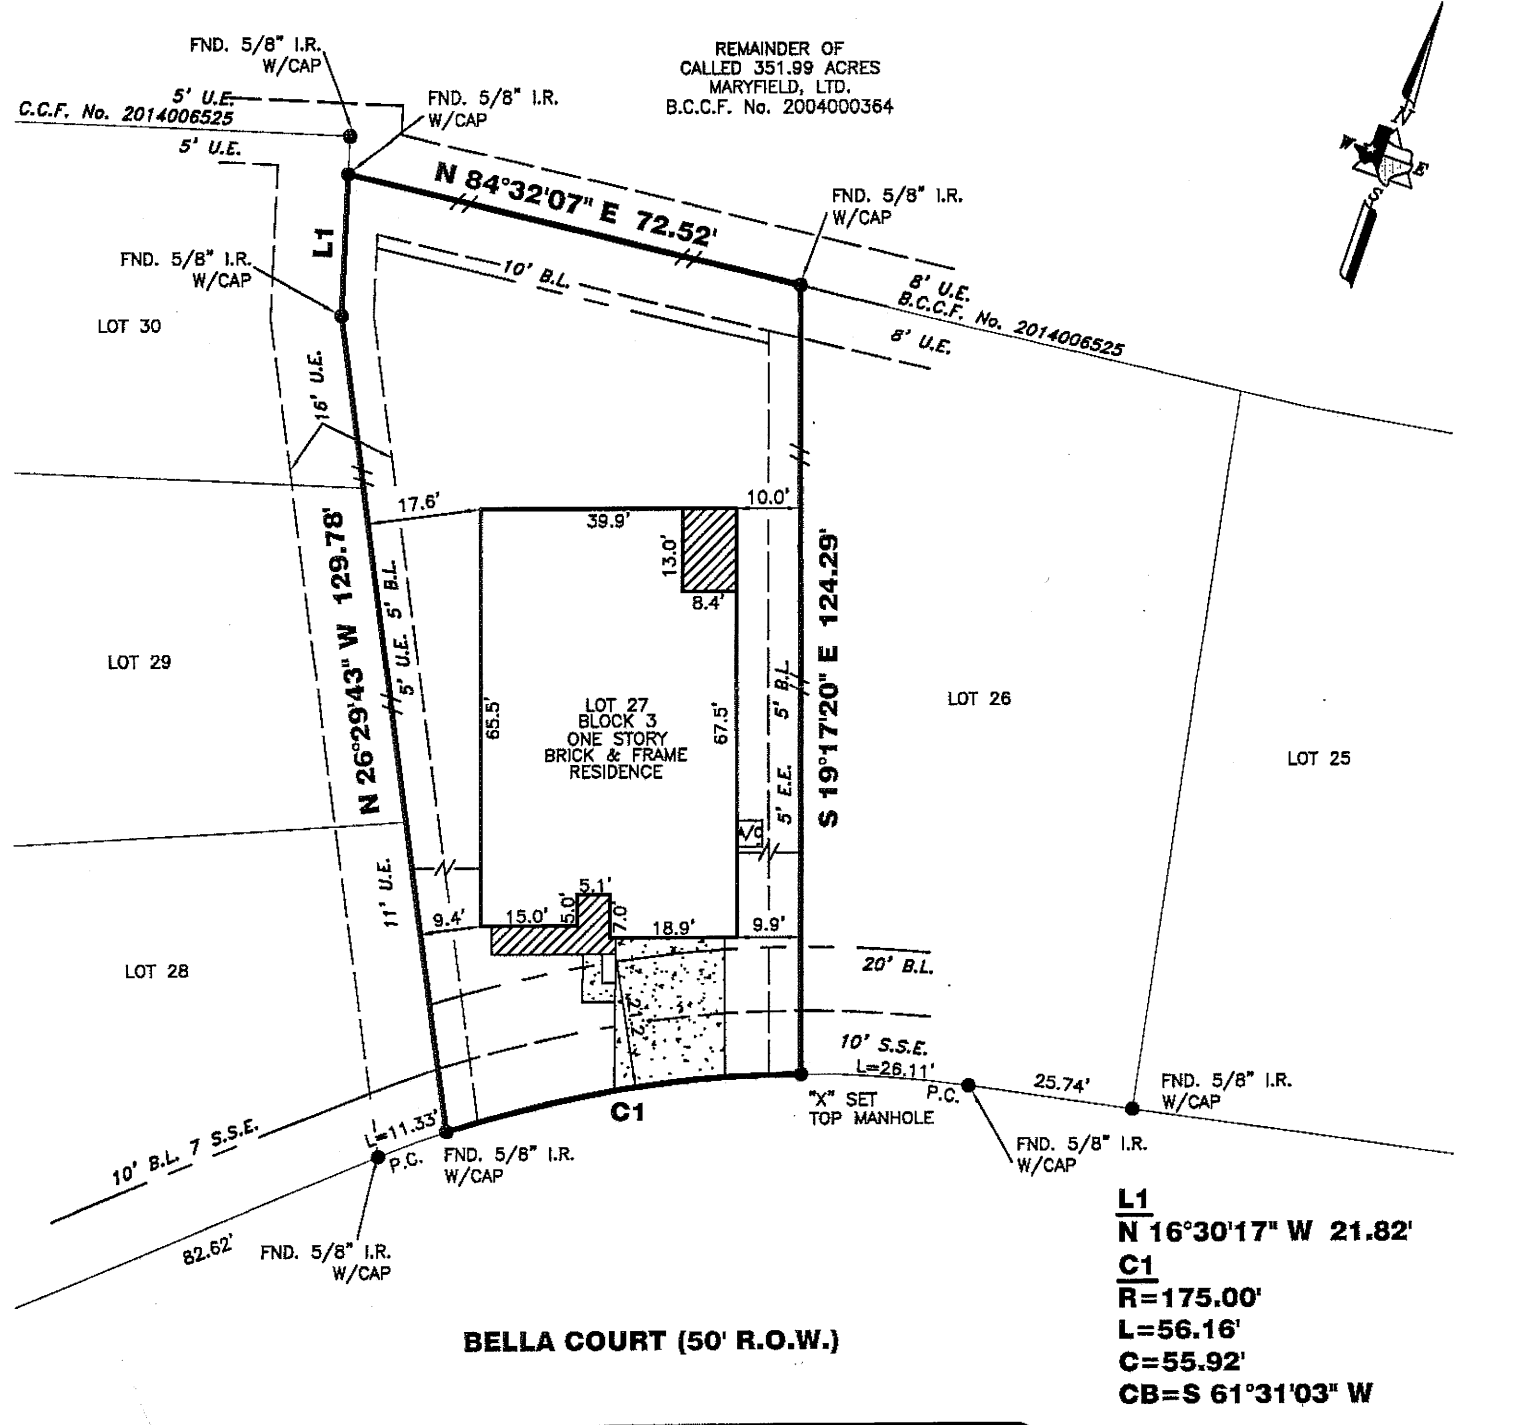 FND. 5/8" I.R.
W/CAP
REMAINDER OF
CALLED 351.99 ACRES
MARYFIELD, LTD.
B.C.C.F. No. 2004000364
5' U.E.
C.C.F. No. 2014006525
5' U.E.
FND. 5/8" I.R.
W/CAP
N
W
E
S
N 84°32'07" E 72.52'
FND. 5/8" I.R.
W/CAP
L1
FND. 5/8" I.R.
W/CAP
10' B.L.
8' U.E.
B.C.C.F. No. 2014006525
8' U.E.
LOT 30
16' U.E.
17.6'
39.9'
10.0'
13.0'
8.4'
N 26°29'43" W 129.78'
5' U.E. 5' B.L.
S 19°17'20" E 124.29'
LOT 29
65.5'
LOT 27
BLOCK 3
ONE STORY
BRICK & FRAME
RESIDENCE
67.5'
5' E.E. 5' B.L.
LOT 26
LOT 25
A/C
11' U.E.
5.1'
9.4'
15.0'
5.0'
7.0'
18.9'
9.9'
LOT 28
20' B.L.
10' S.S.E.
L=26.11'
P.C.
25.74'
FND. 5/8" I.R.
W/CAP
"X" SET
TOP MANHOLE
C1
L=11.33'
P.C.
FND. 5/8" I.R.
W/CAP
FND. 5/8" I.R.
W/CAP
10' B.L. 7 S.S.E.
82.62'
FND. 5/8" I.R.
W/CAP
L1
N 16°30'17" W 21.82'
C1
R=175.00'
L=56.16'
C=55.92'
CB=S 61°31'03" W
BELLA COURT (50' R.O.W.)